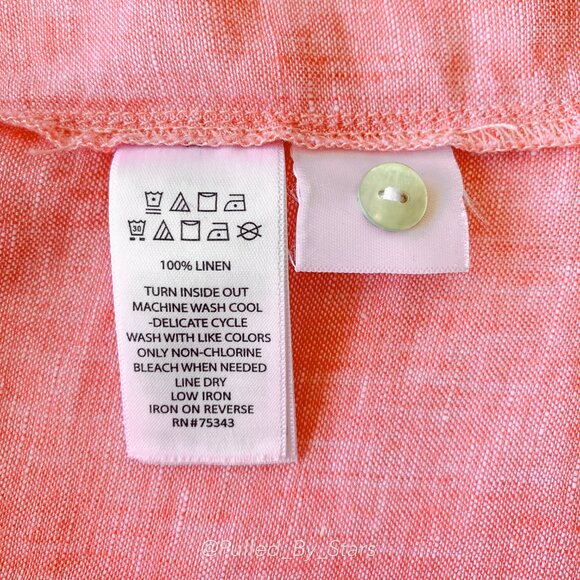 30
100% LINEN
TURN INSIDE OUT
MACHINE WASH COOL
-DELICATE CYCLE
WASH WITH LIKE COLORS
ONLY NON-CHLORINE
BLEACH WHEN NEEDED
LINE DRY
LOW IRON
IRON ON REVERSE
RN#75343
@Pulled_By_Stars